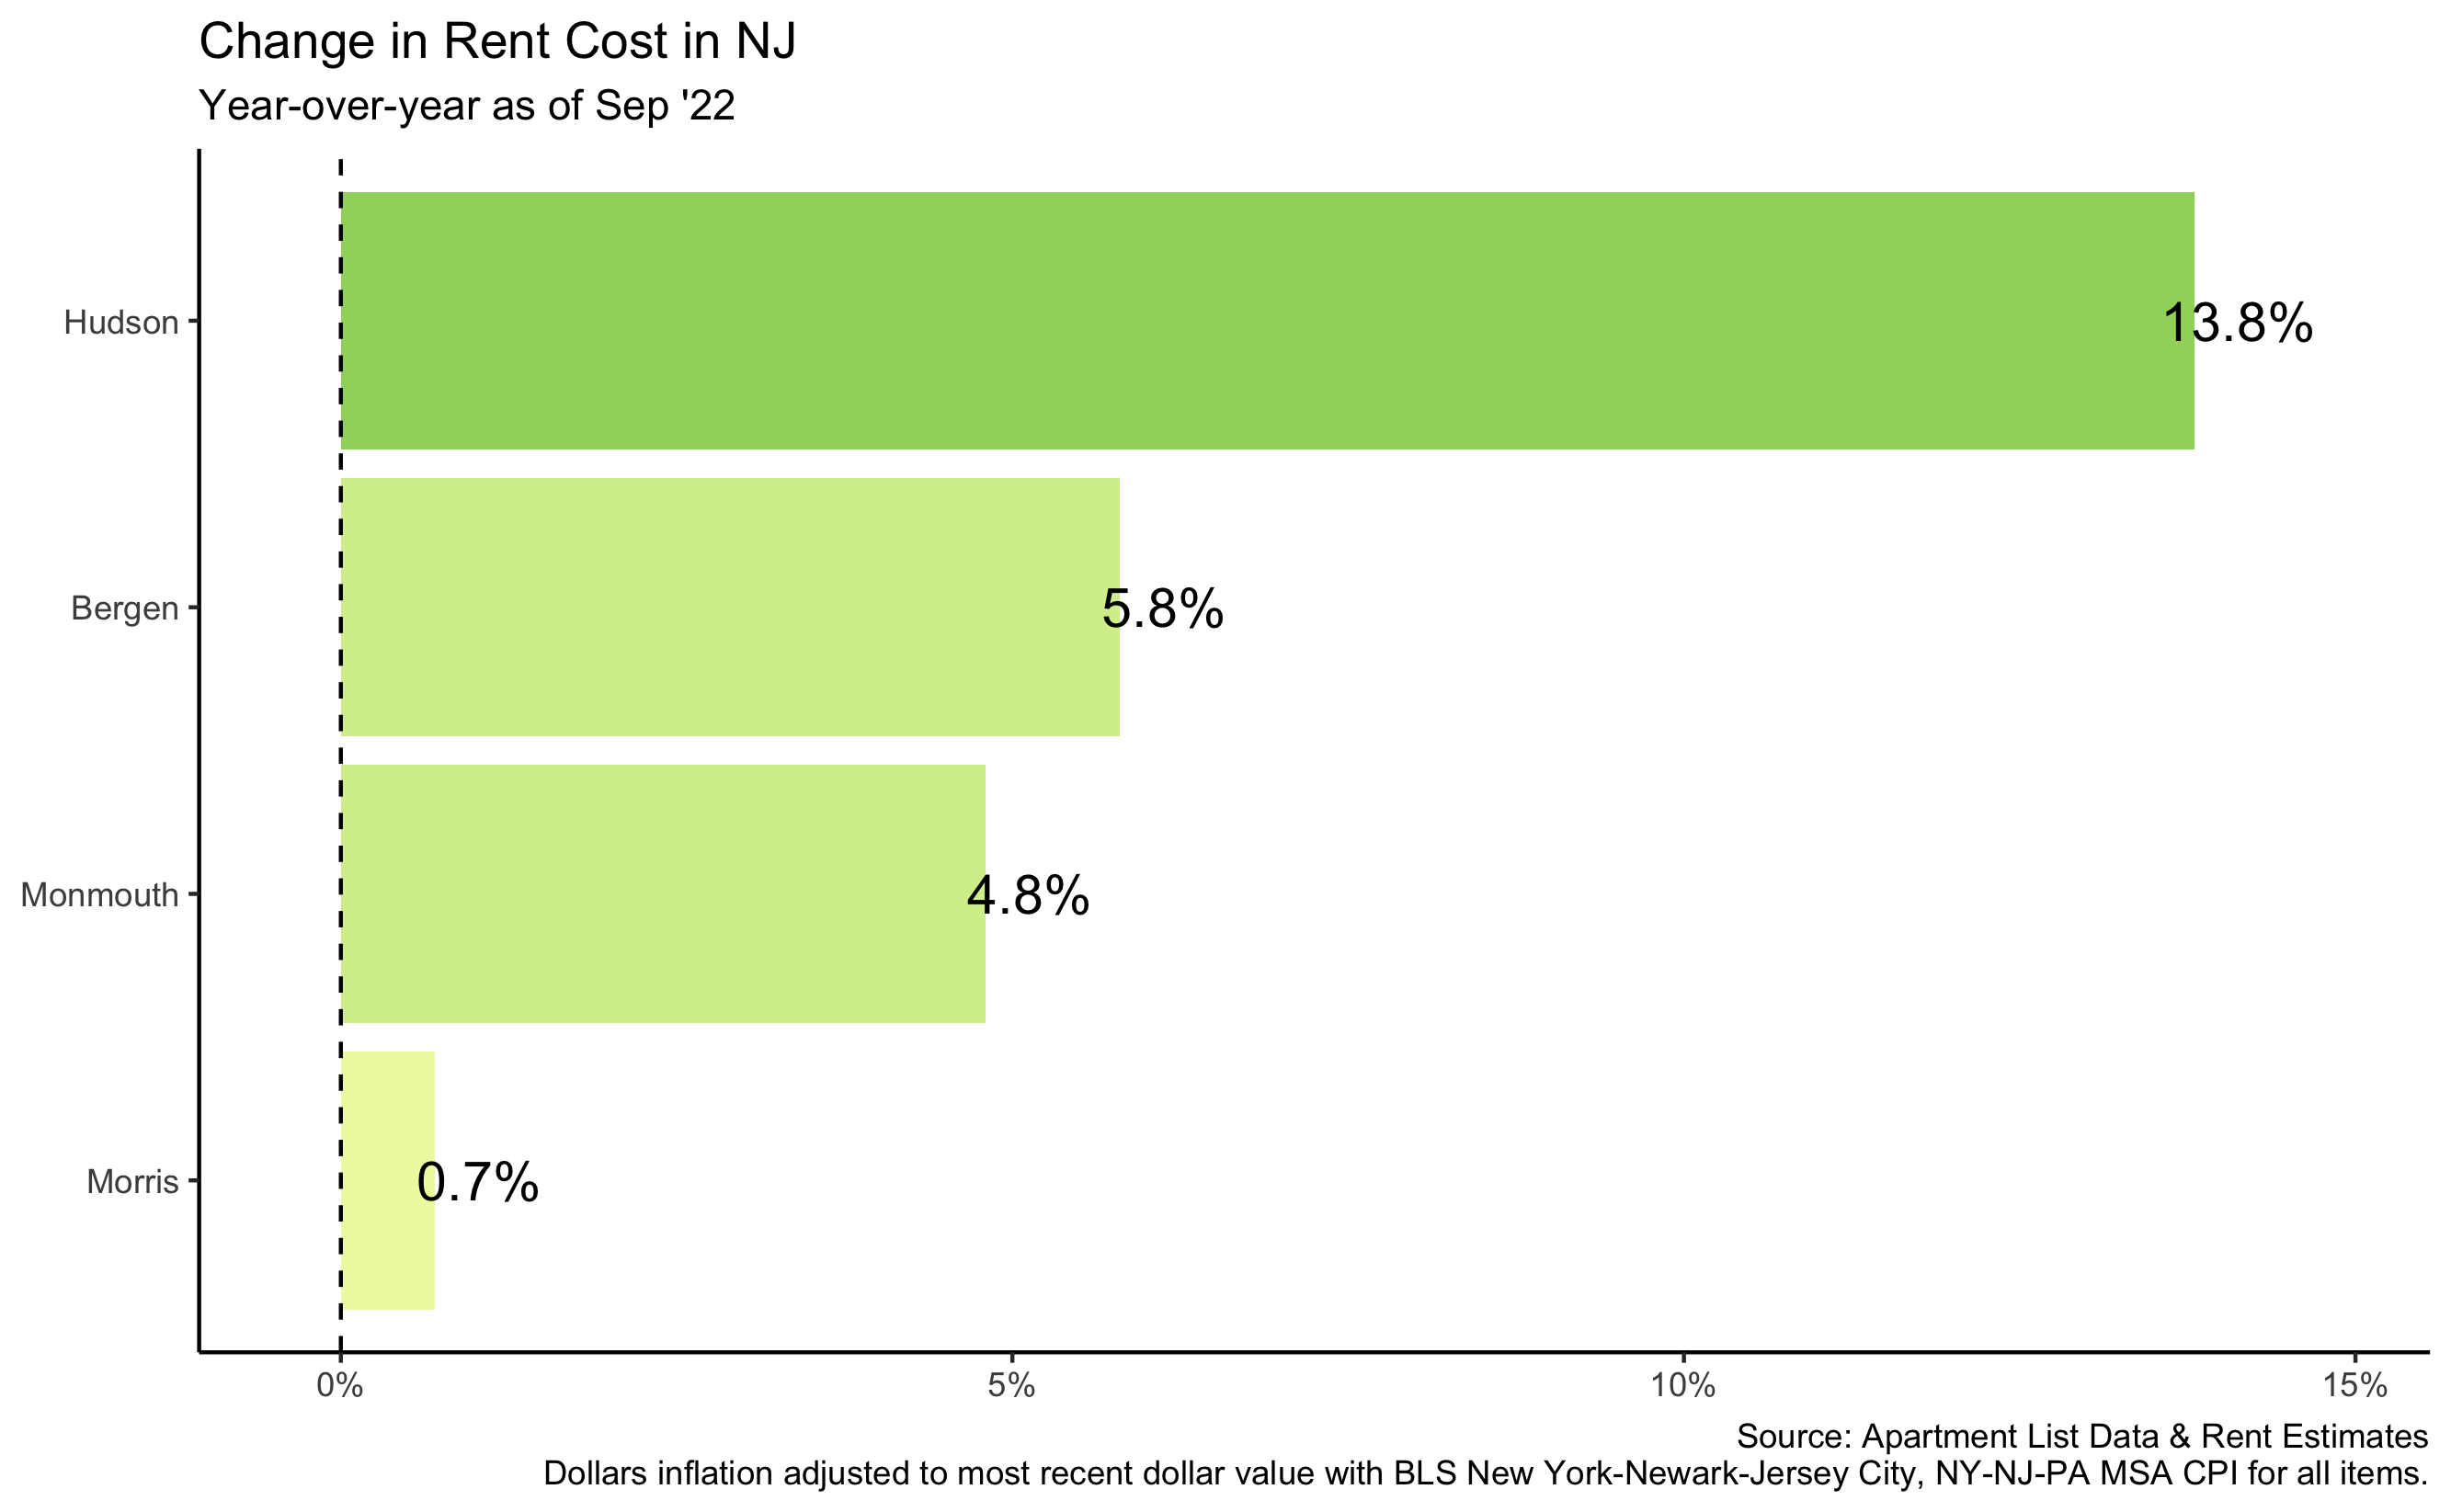 Change in Rent Cost in NJ
Year-over-year as of Sep '22
Hudson
13.8%
Bergen
5.8%
Monmouth
4.8%
Morris
0.7%
0%
5%
10%
15%
Source: Apartment List Data & Rent Estimates
Dollars inflation adjusted to most recent dollar value with BLS New York-Newark-Jersey City, NY-NJ-PA MSA CPI for all items.